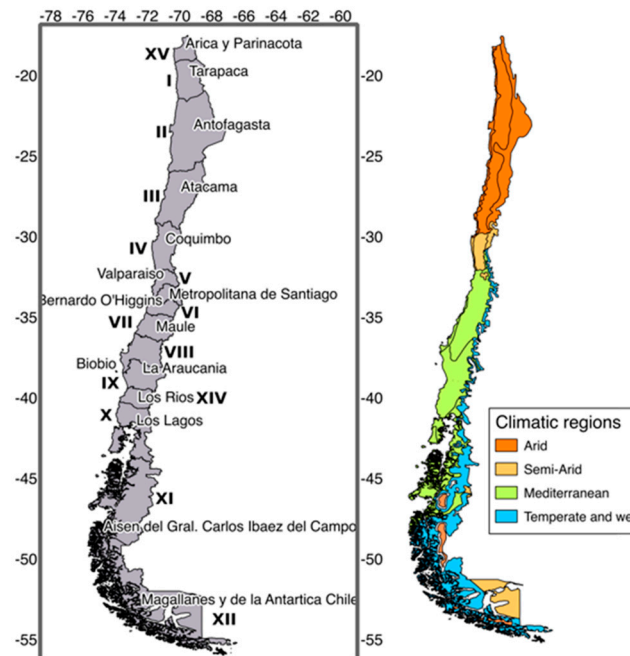 -78 -76 -74 -72 -70 -68 -66 -64 -62 -60
Arica y Parinacota
XV
Tarapaca
I
-20
Antofagasta
II
-25
Atacama
III
-30
Coquimbo
IV
Valparaiso
V
Metropolitana de Santiago
Bernardo O'Higgins
VI
-35
VII
Maule
VIII
Biobio
La Araucania
IX
Los Rios XIV
-40
X
Los Lagos
-45
XI
Aisen del Gral. Carlos Ibaez del Campo
-50
Magallanes y de la Antartica Chile
XII
-55
-20
-25
-30
-35
-40
-45
-50
-55
Climatic regions
Arid
Semi-Arid
Mediterranean
Temperate and we